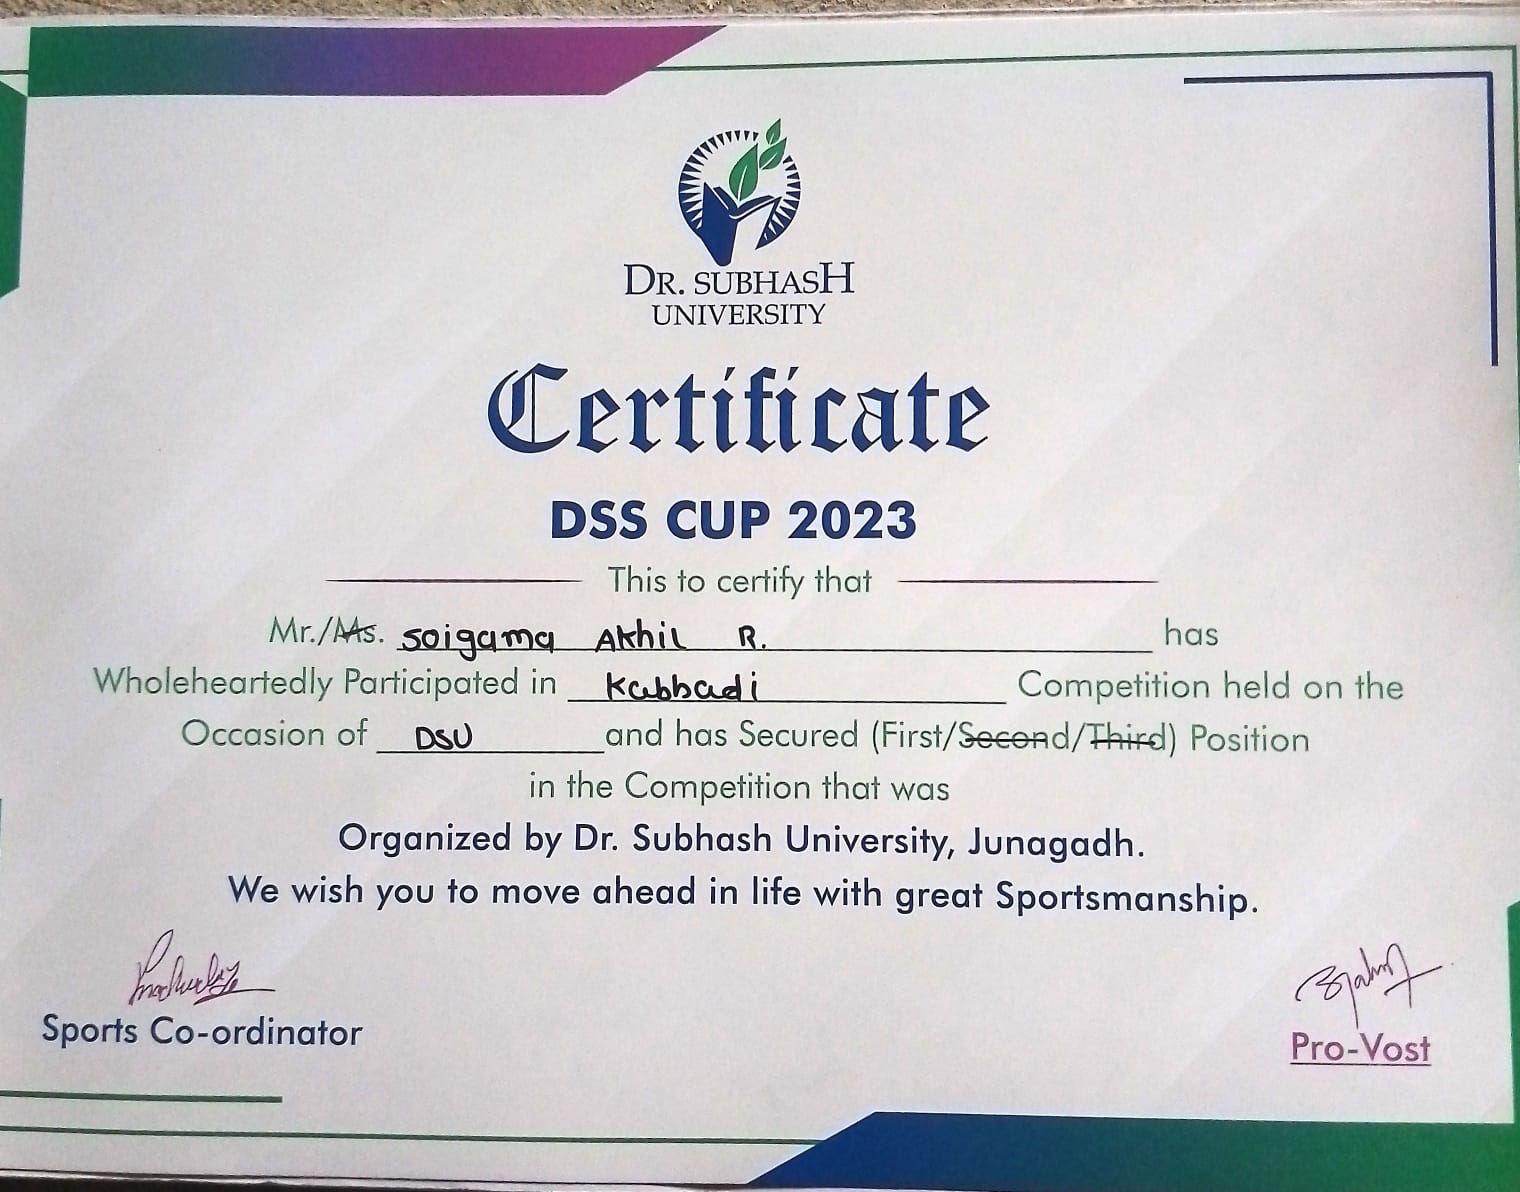 DR. SUBHASH
UNIVERSITY
Certificate
DSS CUP 2023
This to certify that
Mr./Ms. Soigama Akhil R. has
Wholeheartedly Participated in Kabbadi Competition held on the
Occasion of DSU and has Secured (First/Second/Third) Position
in the Competition that was
Organized by Dr. Subhash University, Junagadh.
We wish you to move ahead in life with great Sportsmanship.
Sports Co-ordinator
Pro-Vost